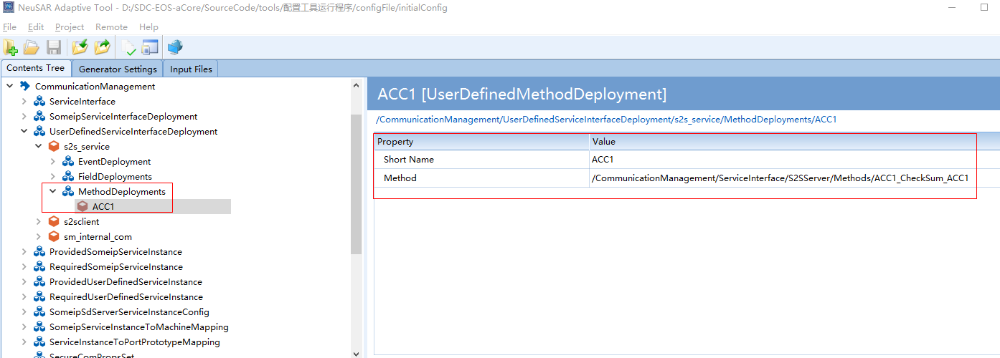 NeuSAR Adaptive Tool - D:/SDC-EOS-aCore/SourceCode/tools/配置工具运行程序/configFile/initialConfig
File Edit Project Remote Help
Contents Tree Generator Settings Input Files
CommunicationManagement
ServiceInterface
SomeipServiceInterfaceDeployment
UserDefinedServiceInterfaceDeployment
s2s_service
EventDeployment
FieldDeployments
MethodDeployments
ACC1
s2sclient
sm_internal_com
ProvidedSomeipServiceInstance
RequiredSomeipServiceInstance
ProvidedUserDefinedServiceInstance
RequiredUserDefinedServiceInstance
SomeipSdServerServiceInstanceConfig
SomeipServiceInstanceToMachineMapping
ServiceInstanceToPortPrototypeMapping
SecureComPropsSet
ACC1 [UserDefinedMethodDeployment]
/CommunicationManagement/UserDefinedServiceInterfaceDeployment/s2s_service/MethodDeployments/ACC1
Property Value
Short Name ACC1
Method /CommunicationManagement/ServiceInterface/S2SServer/Methods/ACC1_CheckSum_ACC1